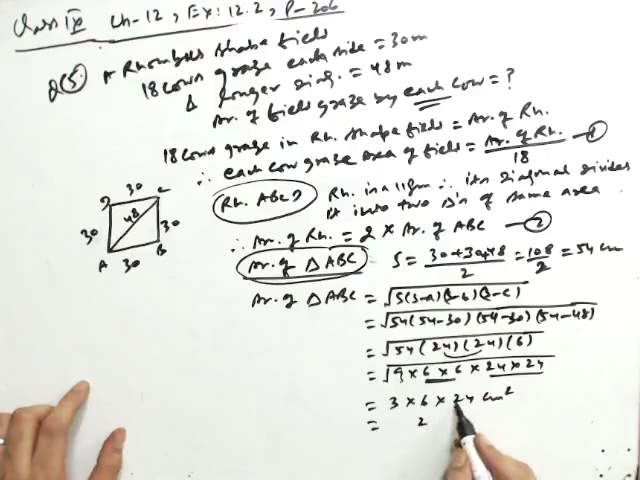 Class IX Ch-12, Ex: 12.2, P-206
Q(5) A Rhombus shape field
18 cows graze each side = 30m
& longer diag. = 48m
Ar. of field graze by each cow = ?
18 cows graze in Rh. shape field = Ar. of Rh.
∴ each cow graze area of field = Ar. of Rh. / 18 — 1
Rh. ABCD Rh. is a llgm ∴ its diagonal divides
it into two Δ's of same area.
∴ Ar. of Rh. = 2 × Ar. of ABC — 2
D 30 C
30 48 30
A 30 B
Ar. of Δ ABC S = 30+30+48 / 2 = 108 / 2 = 54 cm
Ar. of Δ ABC = √S(S-a)(S-b)(S-c)
= √54(54-30)(54-30)(54-48)
= √54(24)(24)(6)
= √9×6×6×24×24
= 3 × 6 × 24 cm²
= 2